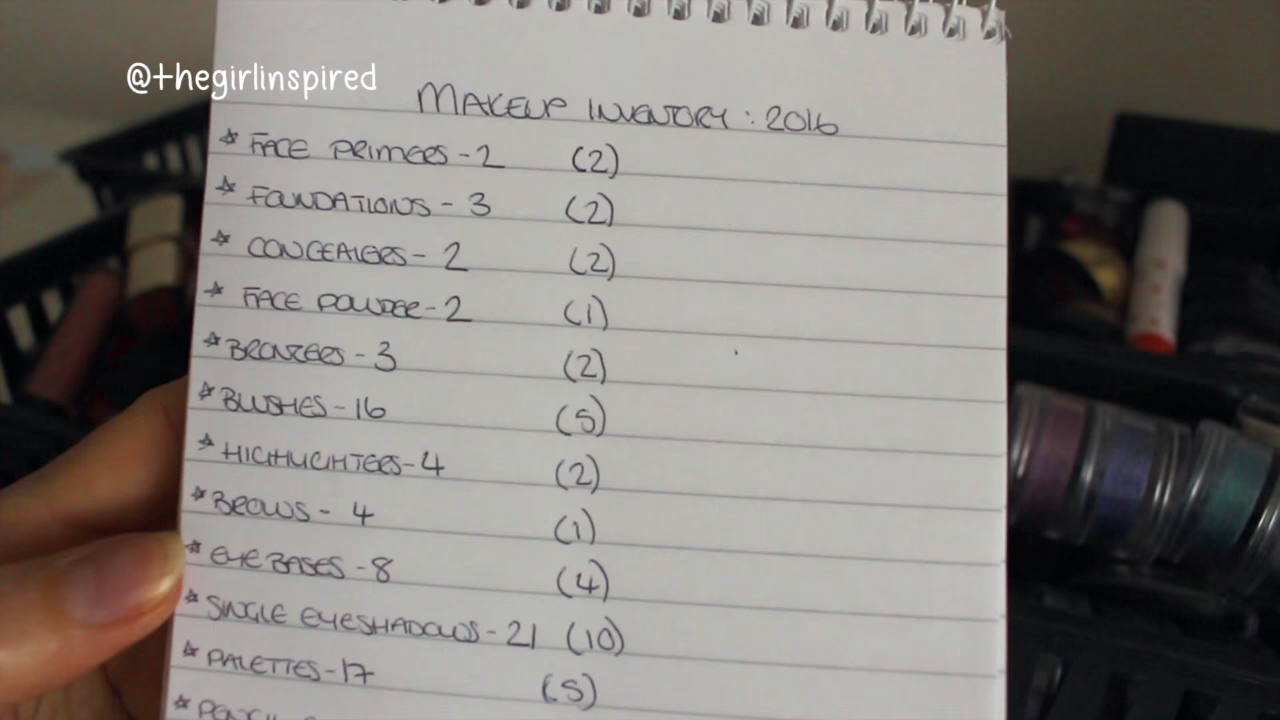 @thegirlinspired
MAKEUP INVENTORY: 2016
* FACE PRIMERS - 2 (2)
* FOUNDATIONS - 3 (2)
* CONCEALERS - 2 (2)
* FACE POWDER - 2 (1)
* BRONZERS - 3 (2)
* BLUSHES - 16 (5)
* HIGHLIGHTERS - 4 (2)
* BROWS - 4 (1)
* EYE BASES - 8 (4)
* SINGLE EYESHADOWS - 21 (10)
* PALETTES - 17 (5)